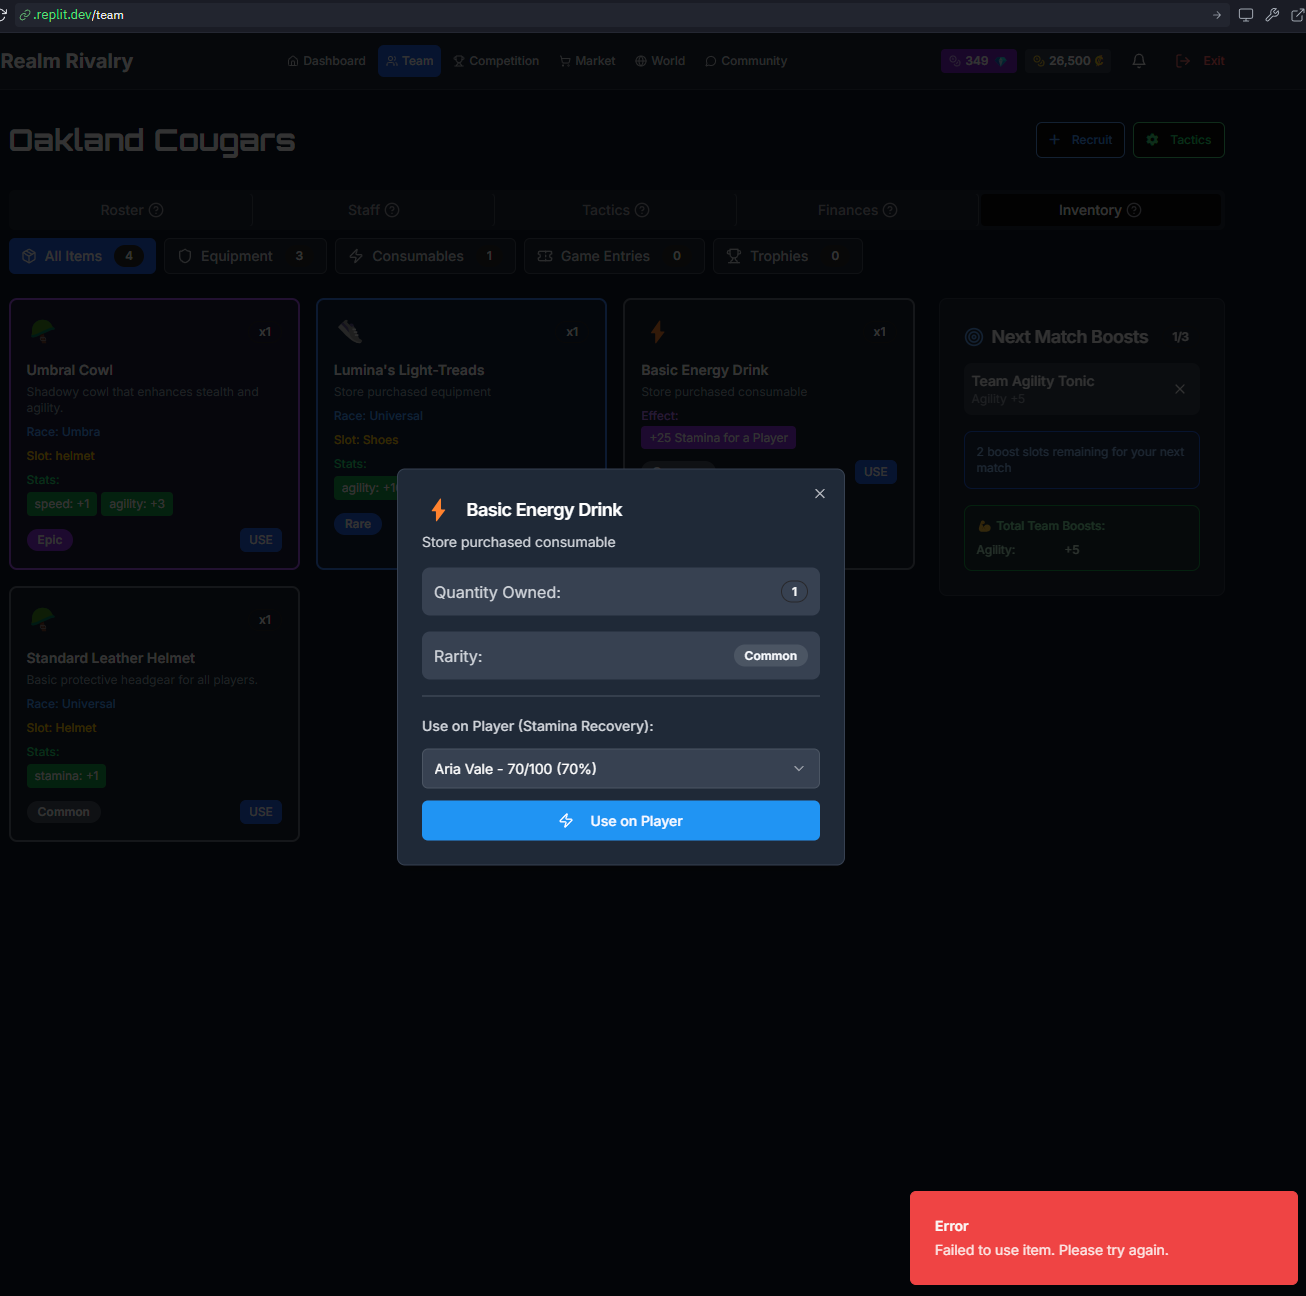 .replit.dev/team
Realm Rivalry
Dashboard
Team
Competition
Market
World
Community
349
26,500
Exit
Oakland Cougars
Recruit
Tactics
Roster
Staff
Tactics
Finances
Inventory
All Items 4
Equipment 3
Consumables 1
Game Entries 0
Trophies 0
x1
Umbral Cowl
Shadowy cowl that enhances stealth and
agility.
Race: Umbra
Slot: helmet
Stats:
speed: +1 agility: +3
Epic
USE
x1
Lumina's Light-Treads
Store purchased equipment
Race: Universal
Slot: Shoes
Stats:
Rare
x1
Basic Energy Drink
Store purchased consumable
Effect:
+25 Stamina for a Player
USE
Next Match Boosts 1/3
Team Agility Tonic
Agility +5
2 boost slots remaining for your next
match
Total Team Boosts:
Agility: +5
x1
Standard Leather Helmet
Basic protective headgear for all players.
Race: Universal
Slot: Helmet
Stats:
stamina: +1
Common
USE
Basic Energy Drink
Store purchased consumable
Quantity Owned: 1
Rarity: Common
Use on Player (Stamina Recovery):
Aria Vale - 70/100 (70%)
Use on Player
Error
Failed to use item. Please try again.